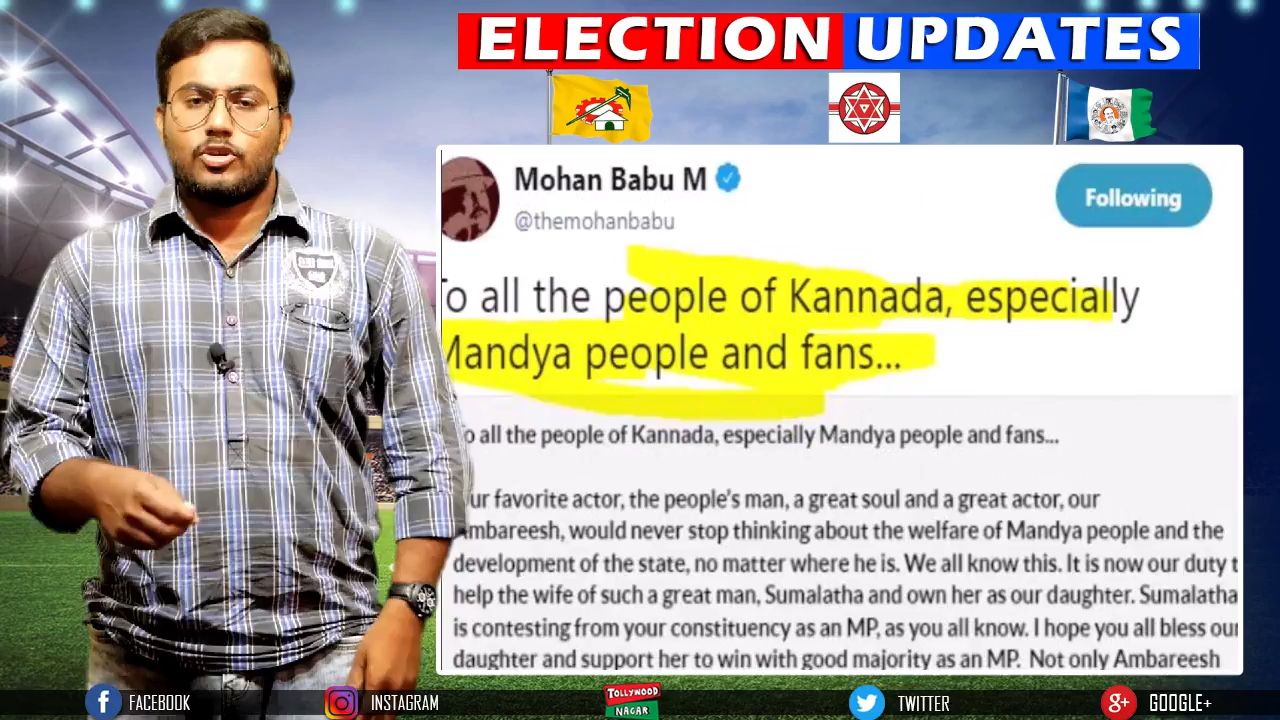 ELECTION UPDATES
Mohan Babu M
@themohanbabu
Following
o all the people of Kannada, especially
Mandya people and fans...
o all the people of Kannada, especially Mandya people and fans...
ur favorite actor, the people's man, a great soul and a great actor, our
Ambareesh, would never stop thinking about the welfare of Mandya people and the
development of the state, no matter where he is. We all know this. It is now our duty t
help the wife of such a great man, Sumalatha and own her as our daughter. Sumalatha
is contesting from your constituency as an MP, as you all know. I hope you all bless our
daughter and support her to win with good majority as an MP. Not only Ambareesh
FACEBOOK
INSTAGRAM
TOLLYWOOD
NAGAR
TWITTER
GOOGLE+